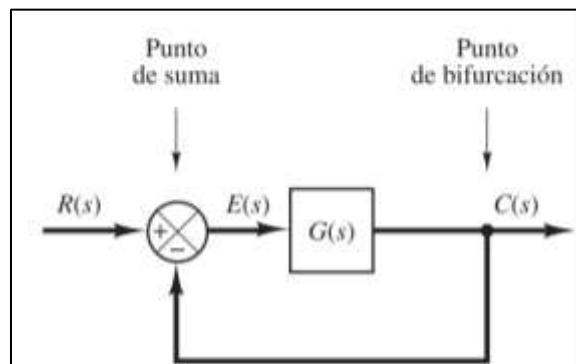 Punto
de suma
Punto
de bifurcación
R(s)
+
−
E(s)
G(s)
C(s)